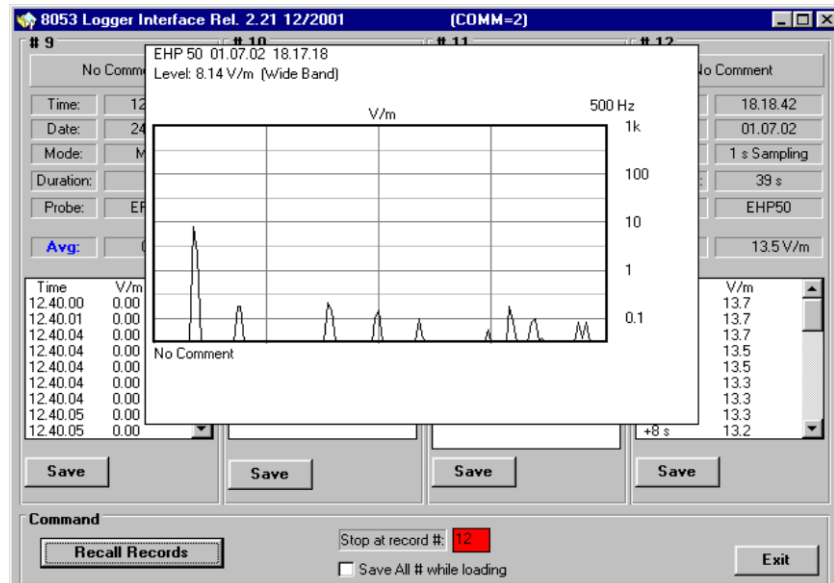 8053 Logger Interface Rel. 2.21 12/2001 (COMM=2)
# 9 # 10 # 11 # 12
No Comment
Time: 12
Date: 24
Mode: M
Duration:
Probe:
Avg:
Time V/m
12.40.00 0.00
12.40.01 0.00
12.40.04 0.00
12.40.04 0.00
12.40.04 0.00
12.40.04 0.00
12.40.04 0.00
12.40.05 0.00
12.40.05 0.00
EHP 50 01.07.02 18.17.18
Level: 8.14 V/m (Wide Band)
V/m
500 Hz
1k
100
10
1
0.1
No Comment
No Comment
18.18.42
01.07.02
1 s Sampling
39 s
EHP50
13.5 V/m
V/m
13.7
13.7
13.7
13.5
13.5
13.3
13.3
13.3
+8 s 13.2
Save Save Save Save
Command
Recall Records
Stop at record #: 12
Save All # while loading
Exit